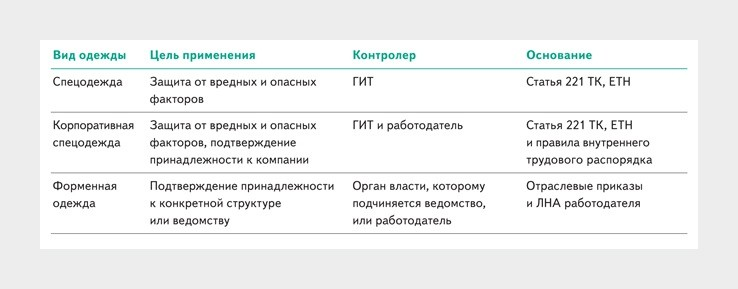 Вид одежды Цель применения Контролер Основание
Спецодежда Защита от вредных и опасных ГИТ Статья 221 ТК, ЕТН
факторов
Корпоративная Защита от вредных и опасных ГИТ и работодатель Статья 221 ТК, ЕТН
спецодежда факторов, подтверждение и правила внутреннего
принадлежности к компании трудового распорядка
Форменная Подтверждение принадлежности Орган власти, которому Отраслевые приказы
одежда к конкретной структуре подчиняется ведомство, и ЛНА работодателя
или ведомству или работодатель